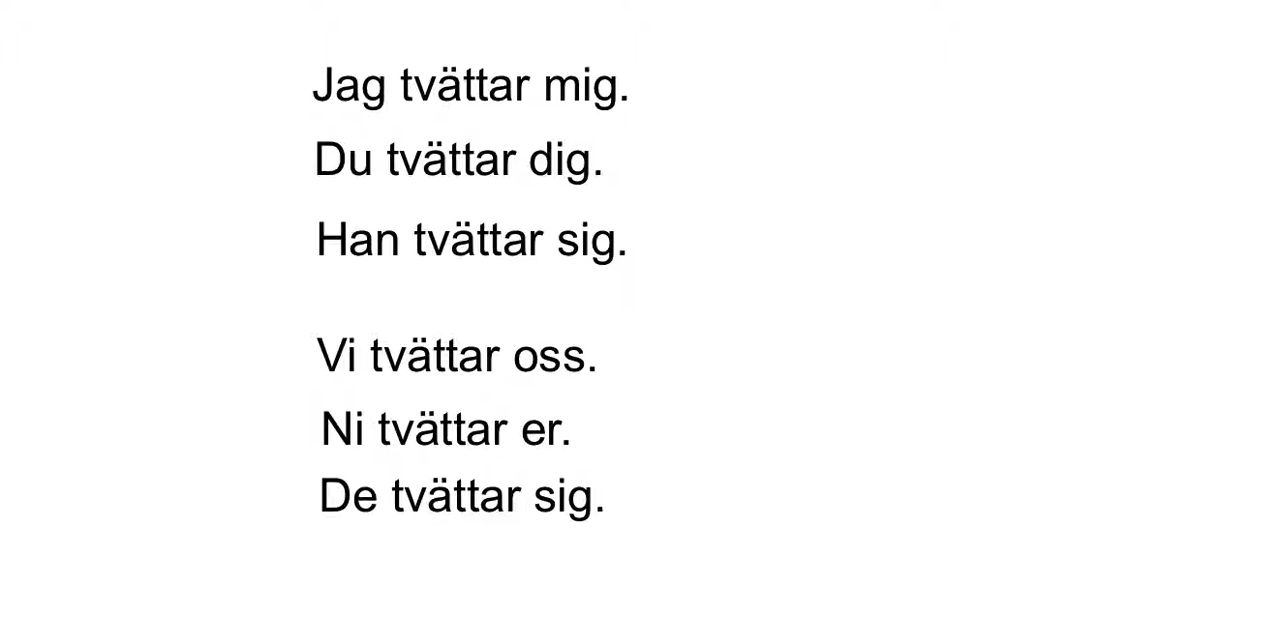 Jag tvättar mig.
Du tvättar dig.
Han tvättar sig.
Vi tvättar oss.
Ni tvättar er.
De tvättar sig.